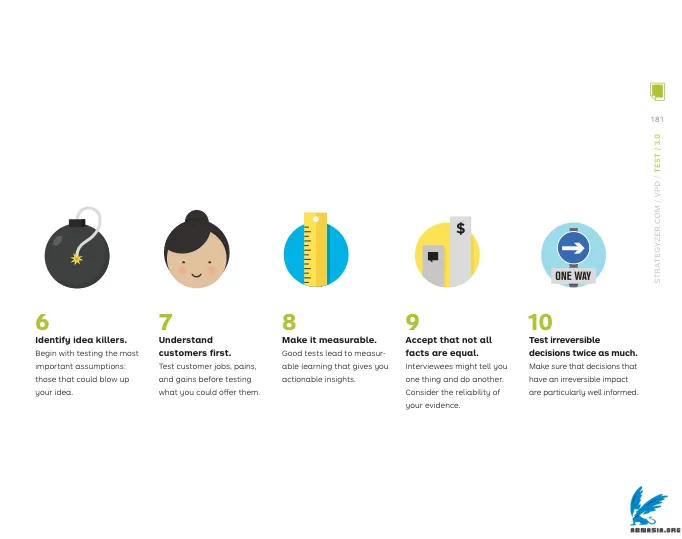 181
STRATEGYZER.COM / VPD / TEST / 3.0
$
ONE WAY
6
Identify idea killers.
Begin with testing the most
important assumptions:
those that could blow up
your idea.
7
Understand
customers first.
Test customer jobs, pains,
and gains before testing
what you could offer them.
8
Make it measurable.
Good tests lead to measur-
able learning that gives you
actionable insights.
9
Accept that not all
facts are equal.
Interviewees might tell you
one thing and do another.
Consider the reliability of
your evidence.
10
Test irreversible
decisions twice as much.
Make sure that decisions that
have an irreversible impact
are particularly well informed.
ARMASIA.ORG